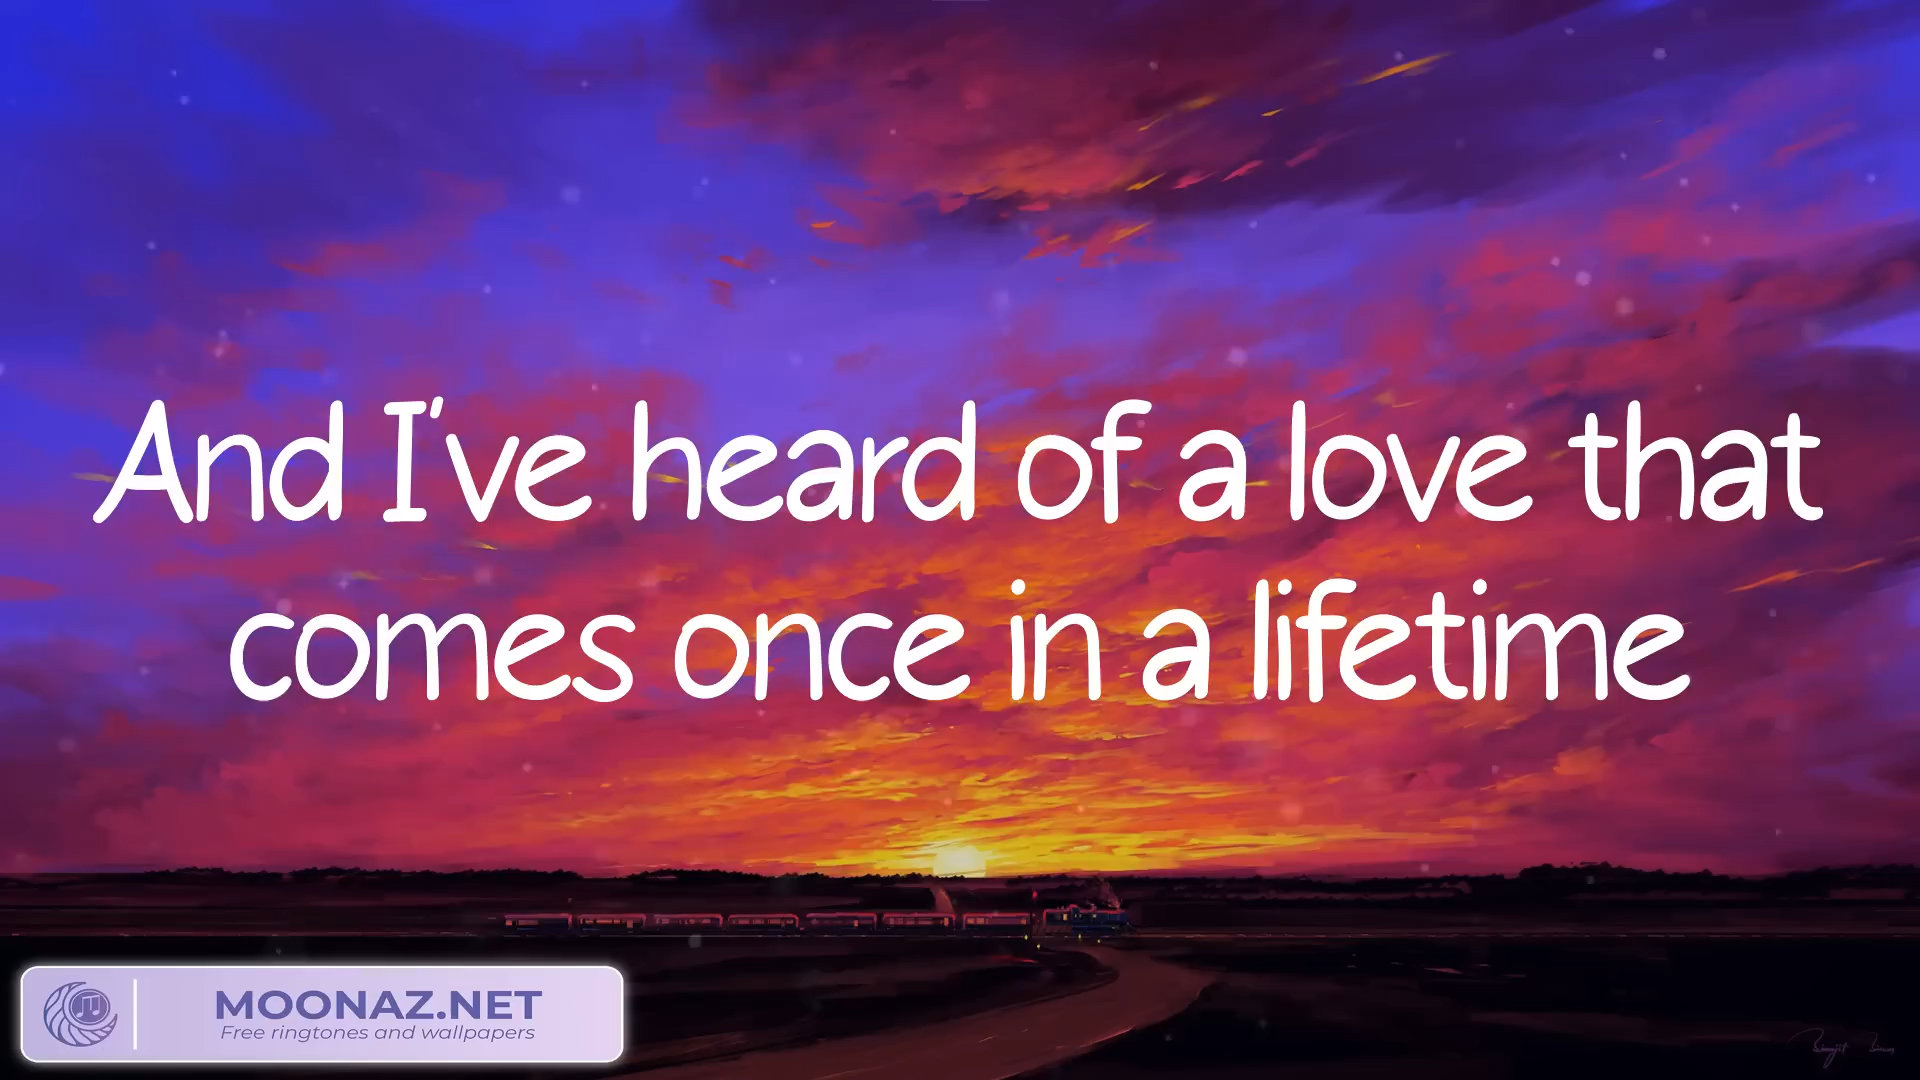 And I've heard of a love that
comes once in a lifetime
MOONAZ.NET
Free ringtones and wallpapers